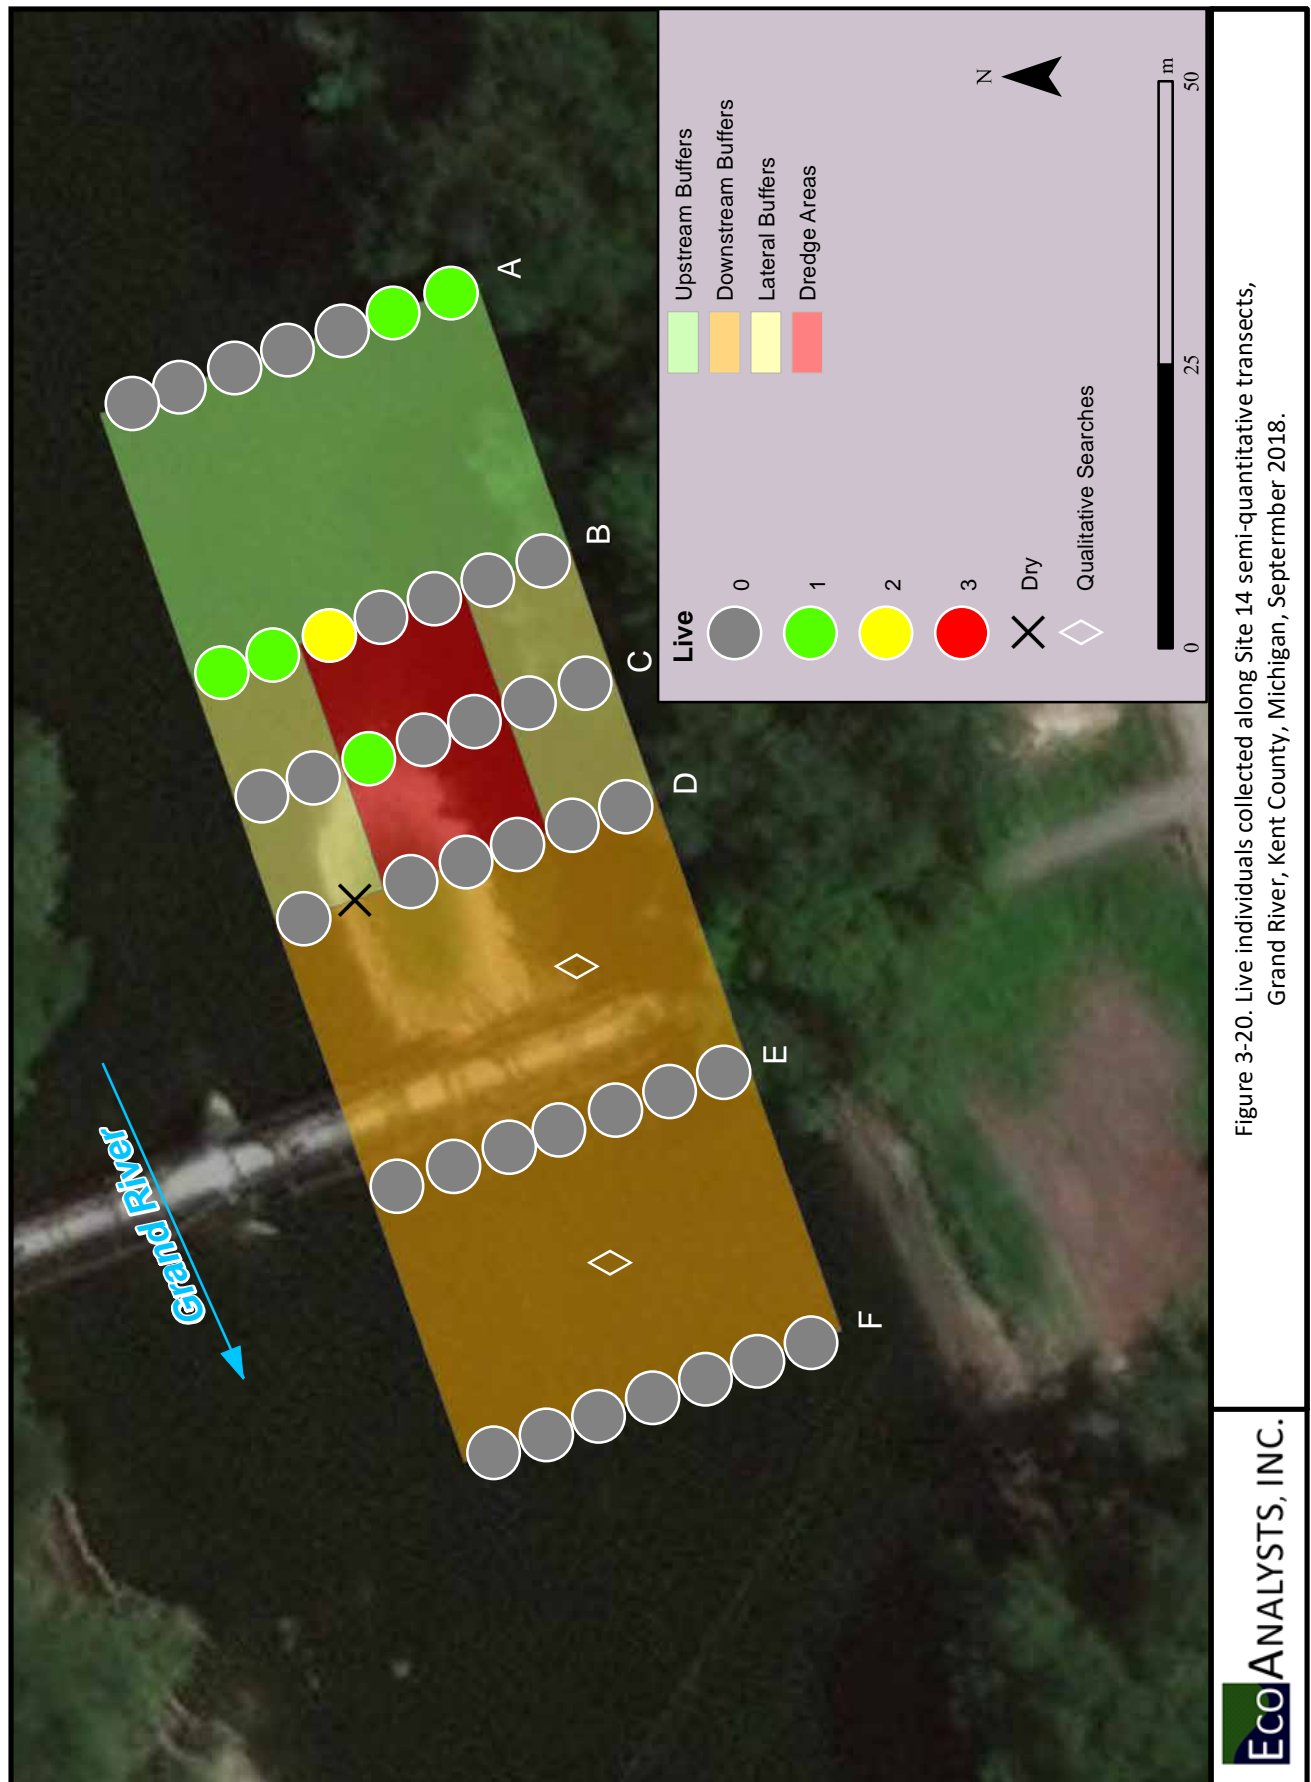 Grand River
A
B
C
D
E
F
Live
0
1
2
3
Dry
Qualitative Searches
Upstream Buffers
Downstream Buffers
Lateral Buffers
Dredge Areas
N
0 25 50 m
ECOANALYSTS, INC.
Figure 3-20. Live individuals collected along Site 14 semi-quantitative transects,
Grand River, Kent County, Michigan, Septermber 2018.